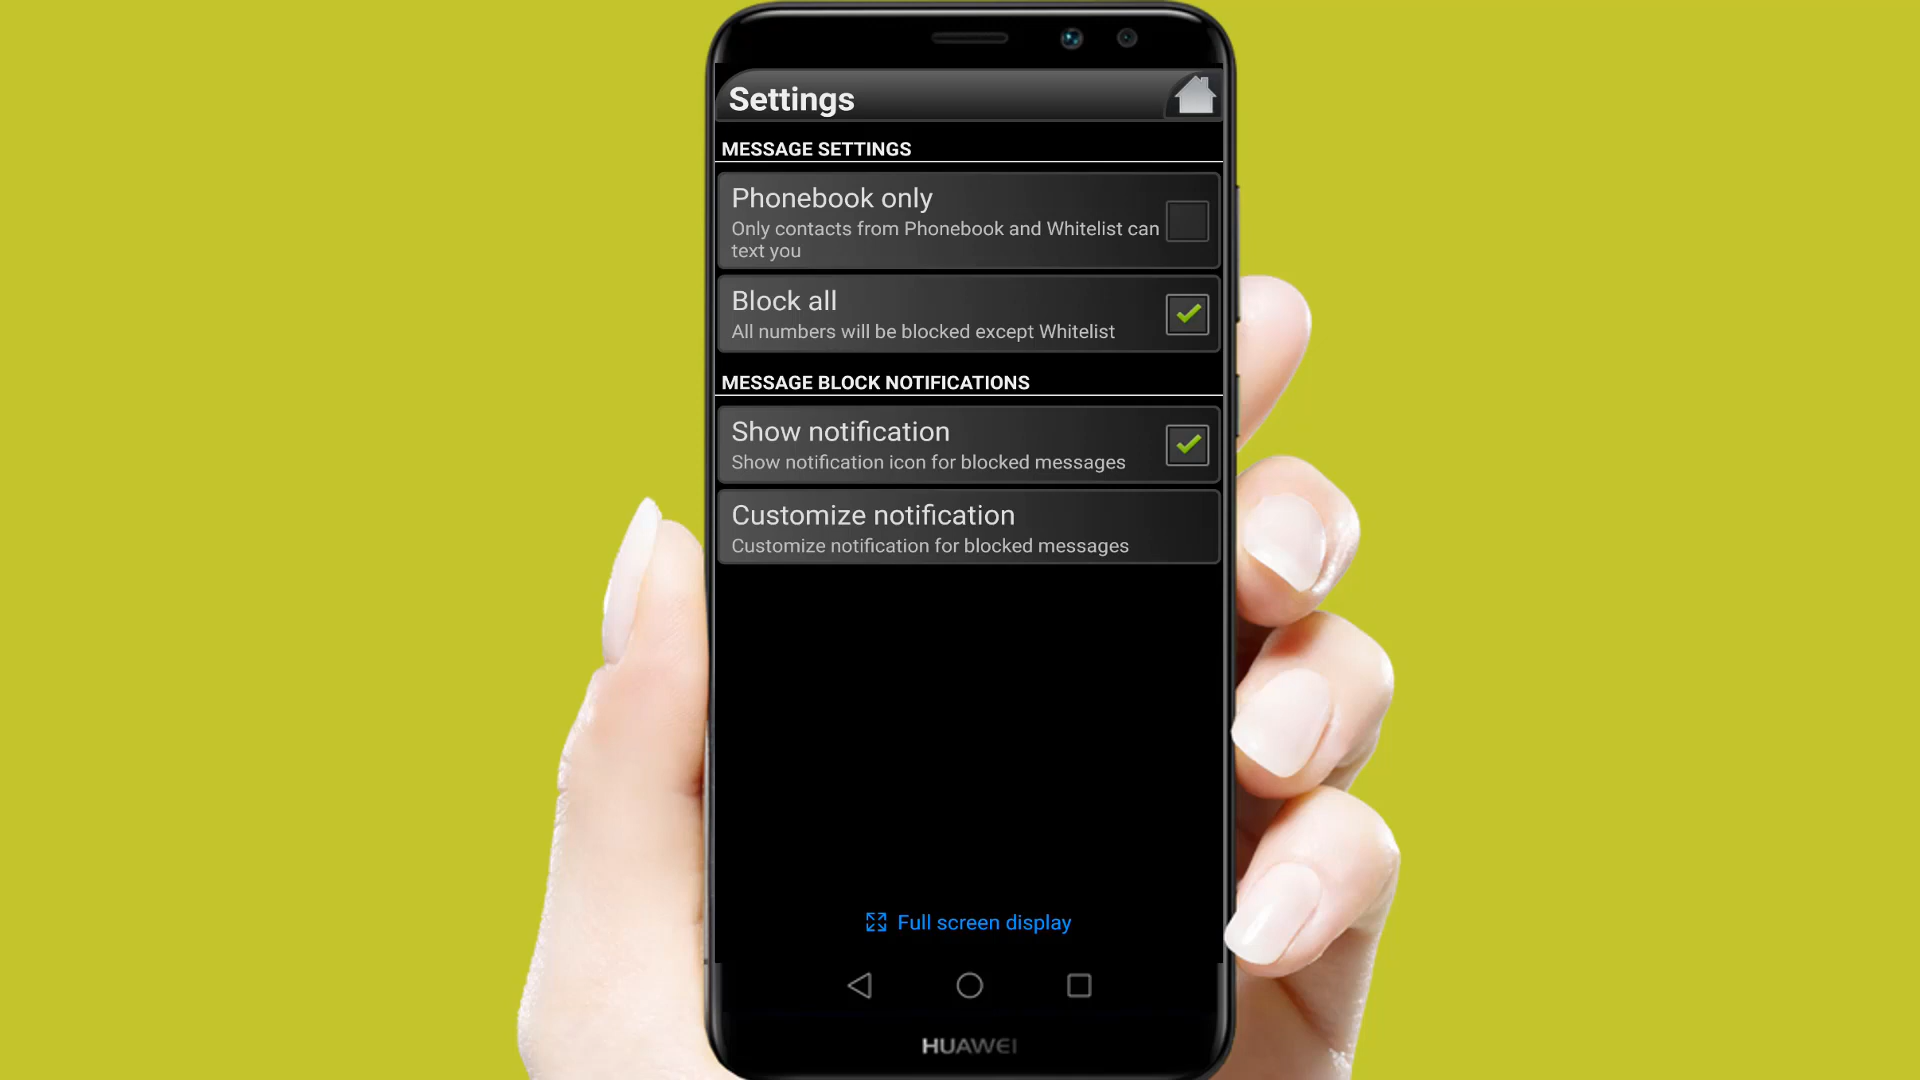 Settings
MESSAGE SETTINGS
Phonebook only
Only contacts from Phonebook and Whitelist can
text you
Block all
All numbers will be blocked except Whitelist
MESSAGE BLOCK NOTIFICATIONS
Show notification
Show notification icon for blocked messages
Customize notification
Customize notification for blocked messages
Full screen display
HUAWEI